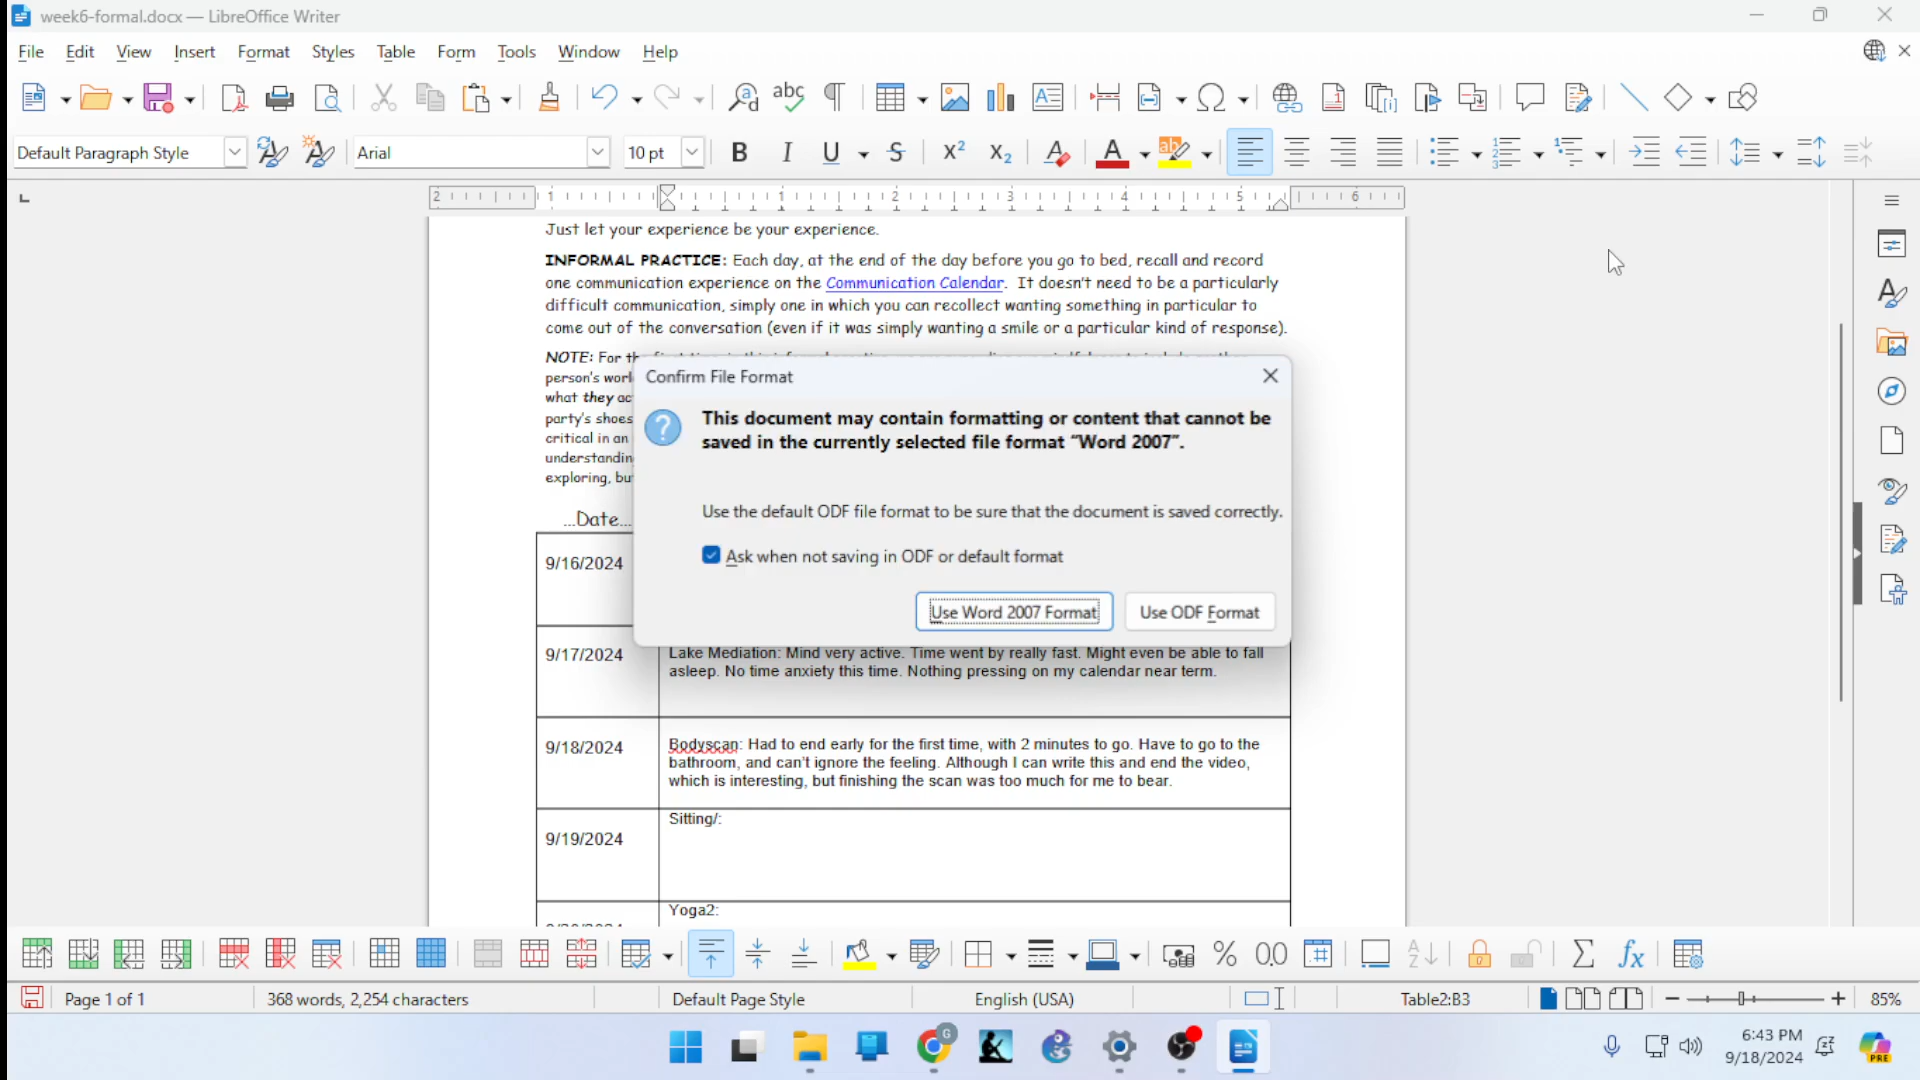 week6-formal.docx — LibreOffice Writer
File Edit View Insert Format Styles Table Form Tools Window Help
Default Paragraph Style Arial 10 pt
2 1 1 2 3 4 5 6
Just let your experience be your experience.
INFORMAL PRACTICE: Each day, at the end of the day before you go to bed, recall and record
one communication experience on the Communication Calendar. It doesn't need to be a particularly
difficult communication, simply one in which you can recollect wanting something in particular to
come out of the conversation (even if it was simply wanting a smile or a particular kind of response).
NOTE: For
person's
what they
party's shoes
critical in an
understanding
exploring,
Confirm File Format
This document may contain formatting or content that cannot be
saved in the currently selected file format “Word 2007”.
Use the default ODF file format to be sure that the document is saved correctly.
Ask when not saving in ODF or default format
Use Word 2007 Format Use ODF Format
...Date...
9/16/2024
9/17/2024
Lake Mediation: Mind very active. Time went by really fast. Might even be able to fall
asleep. No time anxiety this time. Nothing pressing on my calendar near term.
9/18/2024
Bodyscan: Had to end early for the first time, with 2 minutes to go. Have to go to the
bathroom, and can't ignore the feeling. Although I can write this and end the video,
which is interesting, but finishing the scan was too much for me to bear.
9/19/2024
Sitting/:
Yoga2:
Page 1 of 1 368 words, 2,254 characters Default Page Style English (USA) Table2:B3 85%
6:43 PM
9/18/2024
PRE